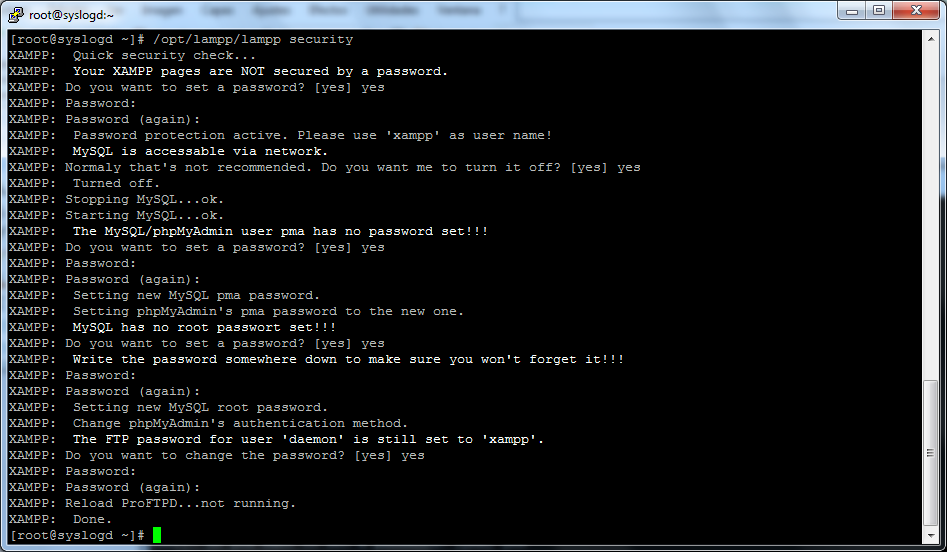 root@syslogd:~
[root@syslogd ~]# /opt/lampp/lampp security
XAMPP:  Quick security check...
XAMPP:  Your XAMPP pages are NOT secured by a password.
XAMPP: Do you want to set a password? [yes] yes
XAMPP: Password:
XAMPP: Password (again):
XAMPP:  Password protection active. Please use 'xampp' as user name!
XAMPP:  MySQL is accessable via network.
XAMPP: Normaly that's not recommended. Do you want me to turn it off? [yes] yes
XAMPP:  Turned off.
XAMPP: Stopping MySQL...ok.
XAMPP: Starting MySQL...ok.
XAMPP:  The MySQL/phpMyAdmin user pma has no password set!!!
XAMPP: Do you want to set a password? [yes] yes
XAMPP: Password:
XAMPP: Password (again):
XAMPP:  Setting new MySQL pma password.
XAMPP:  Setting phpMyAdmin's pma password to the new one.
XAMPP:  MySQL has no root passwort set!!!
XAMPP: Do you want to set a password? [yes] yes
XAMPP:  Write the password somewhere down to make sure you won't forget it!!!
XAMPP: Password:
XAMPP: Password (again):
XAMPP:  Setting new MySQL root password.
XAMPP:  Change phpMyAdmin's authentication method.
XAMPP:  The FTP password for user 'daemon' is still set to 'xampp'.
XAMPP: Do you want to change the password? [yes] yes
XAMPP: Password:
XAMPP: Password (again):
XAMPP: Reload ProFTPD...not running.
XAMPP:  Done.
[root@syslogd ~]#